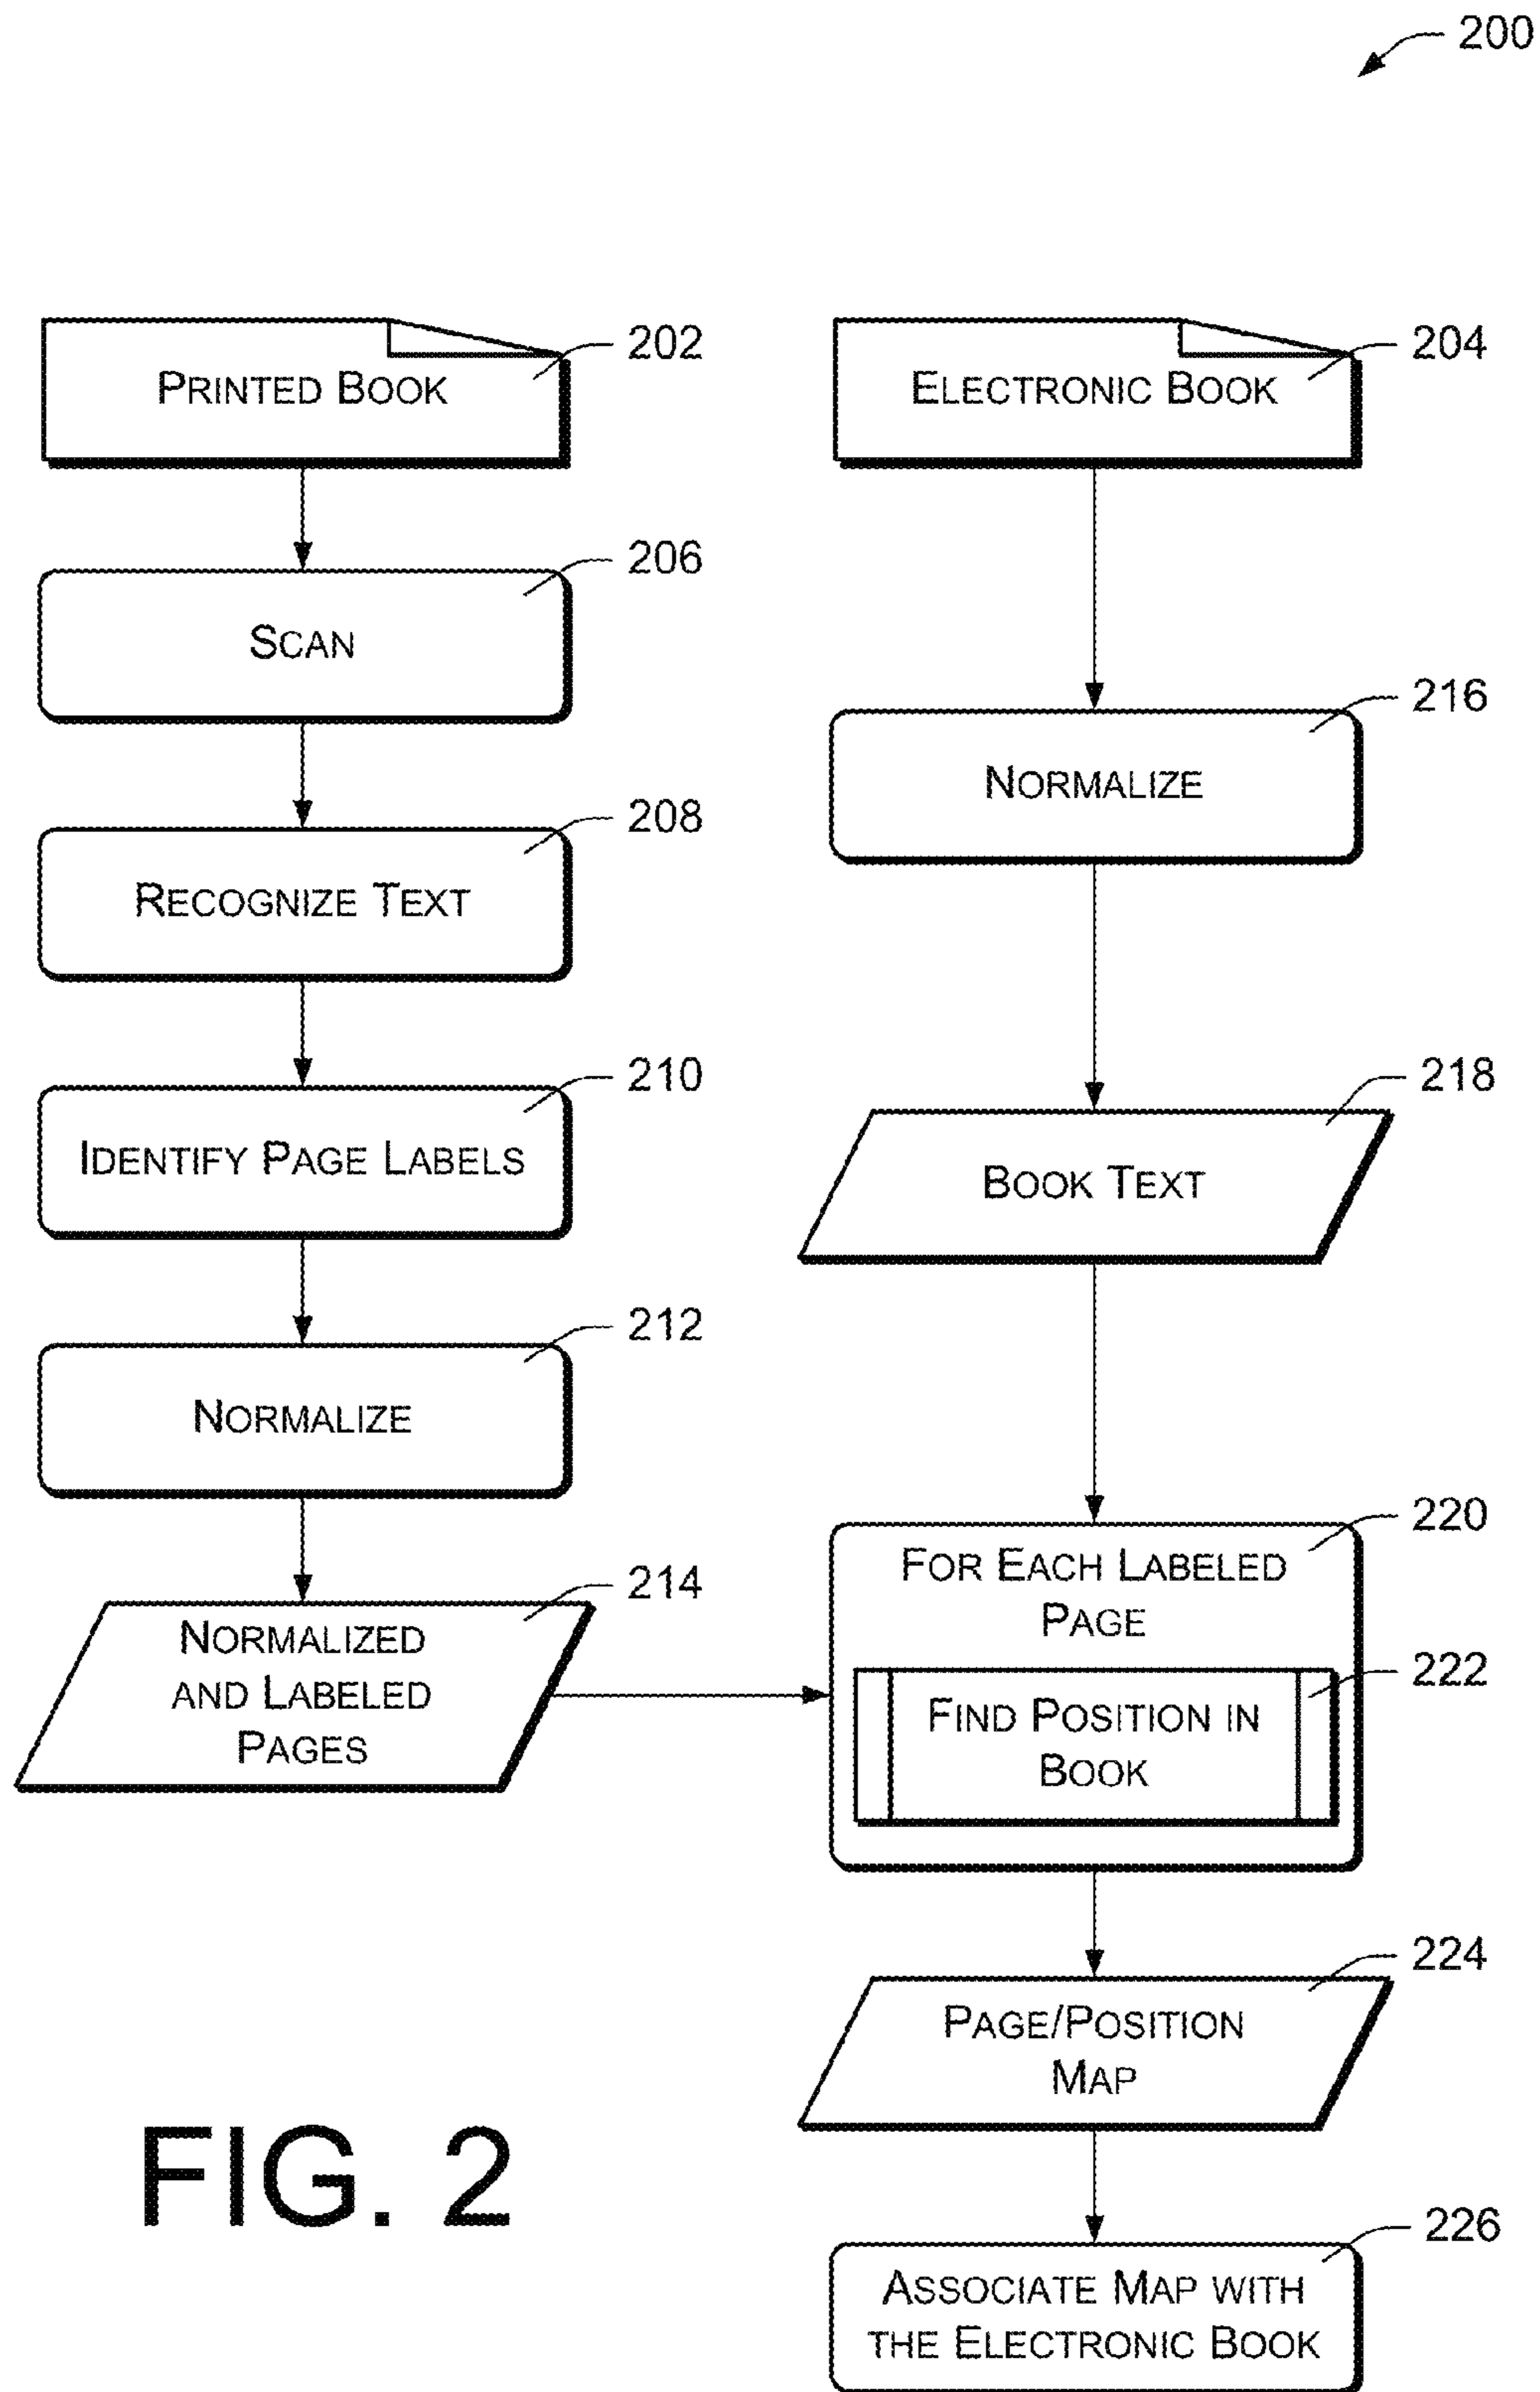 200
202
PRINTED BOOK
204
ELECTRONIC BOOK
206
SCAN
216
NORMALIZE
208
RECOGNIZE TEXT
210
IDENTIFY PAGE LABELS
218
BOOK TEXT
212
NORMALIZE
214
NORMALIZED
AND LABELED
PAGES
220
FOR EACH LABELED
PAGE
222
FIND POSITION IN
BOOK
224
PAGE/POSITION
MAP
226
ASSOCIATE MAP WITH
THE ELECTRONIC BOOK
FIG. 2